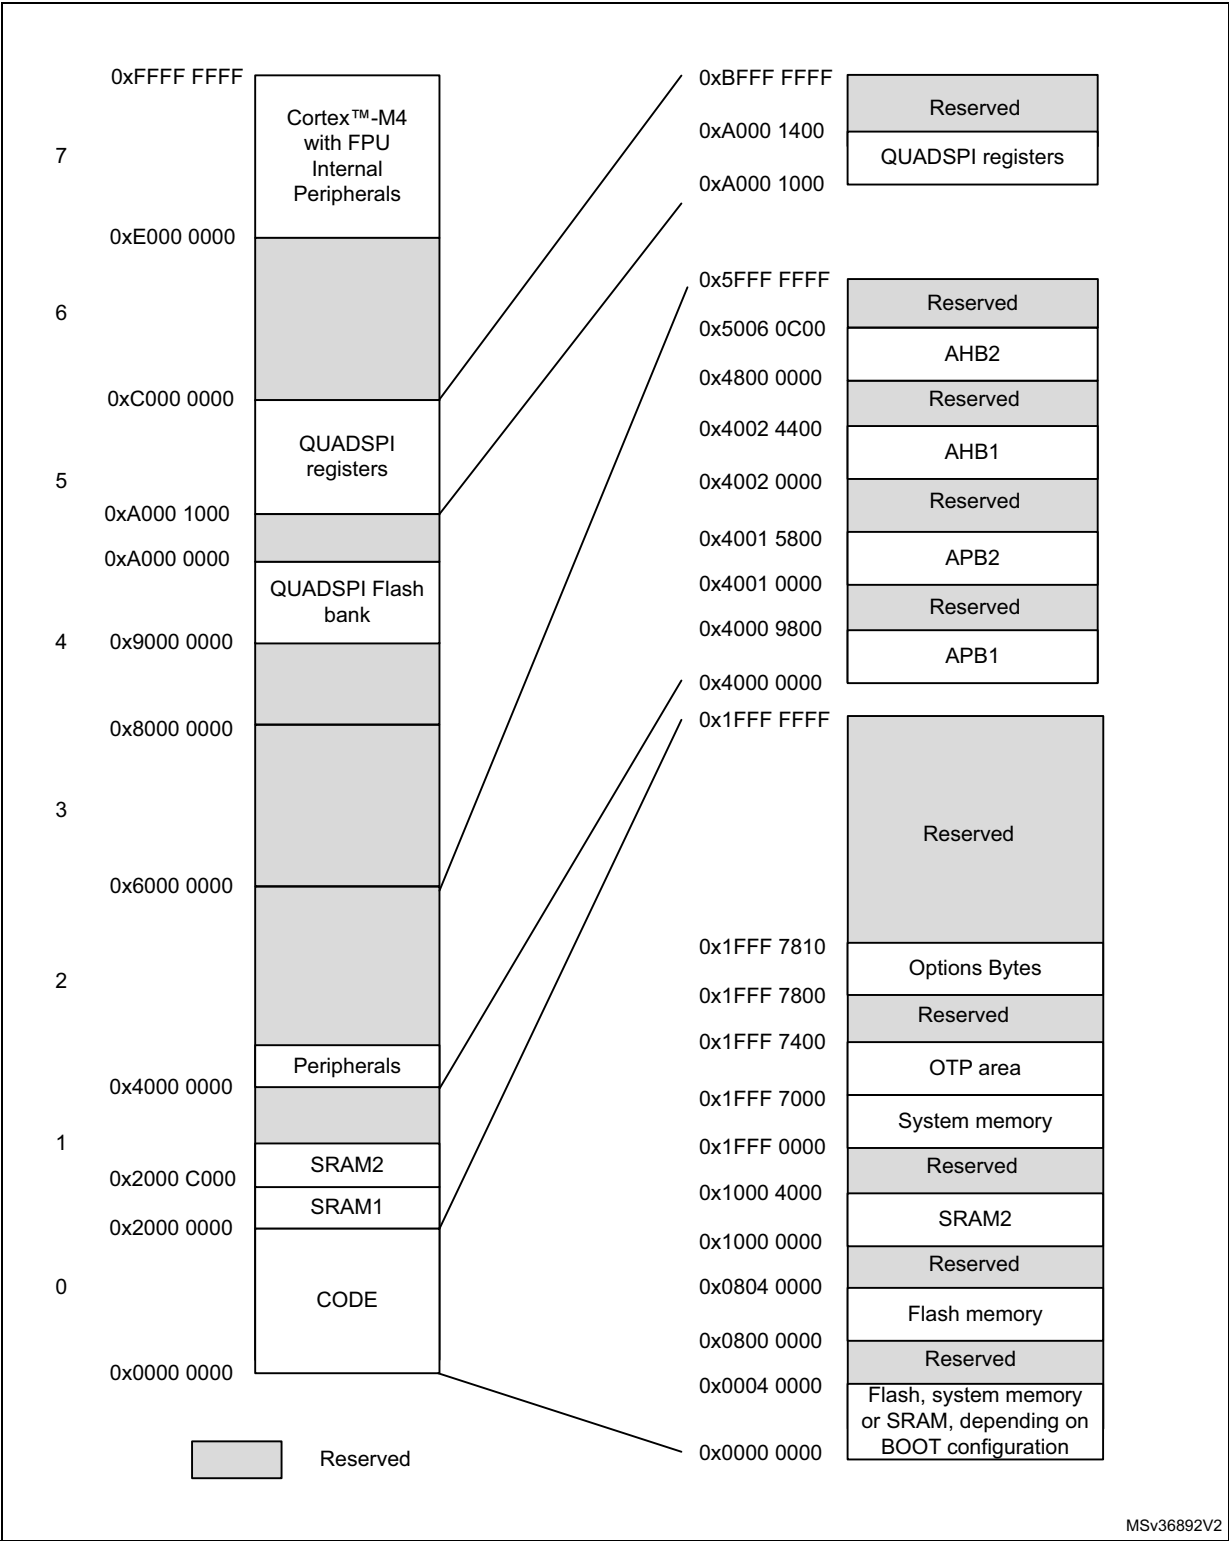 0xFFFF FFFF
Cortex™-M4
with FPU
Internal
Peripherals
7
0xE000 0000
6
0xC000 0000
QUADSPI
registers
5
0xA000 1000
0xA000 0000
QUADSPI Flash
bank
4
0x9000 0000
0x8000 0000
3
0x6000 0000
2
Peripherals
0x4000 0000
1
SRAM2
0x2000 C000
SRAM1
0x2000 0000
0
CODE
0x0000 0000
Reserved
0xBFFF FFFF
Reserved
0xA000 1400
QUADSPI registers
0xA000 1000
0x5FFF FFFF
Reserved
0x5006 0C00
AHB2
0x4800 0000
Reserved
0x4002 4400
AHB1
0x4002 0000
Reserved
0x4001 5800
APB2
0x4001 0000
Reserved
0x4000 9800
APB1
0x4000 0000
0x1FFF FFFF
Reserved
0x1FFF 7810
Options Bytes
0x1FFF 7800
Reserved
0x1FFF 7400
OTP area
0x1FFF 7000
System memory
0x1FFF 0000
Reserved
0x1000 4000
SRAM2
0x1000 0000
Reserved
0x0804 0000
Flash memory
0x0800 0000
Reserved
0x0004 0000
Flash, system memory
or SRAM, depending on
BOOT configuration
0x0000 0000
MSv36892V2